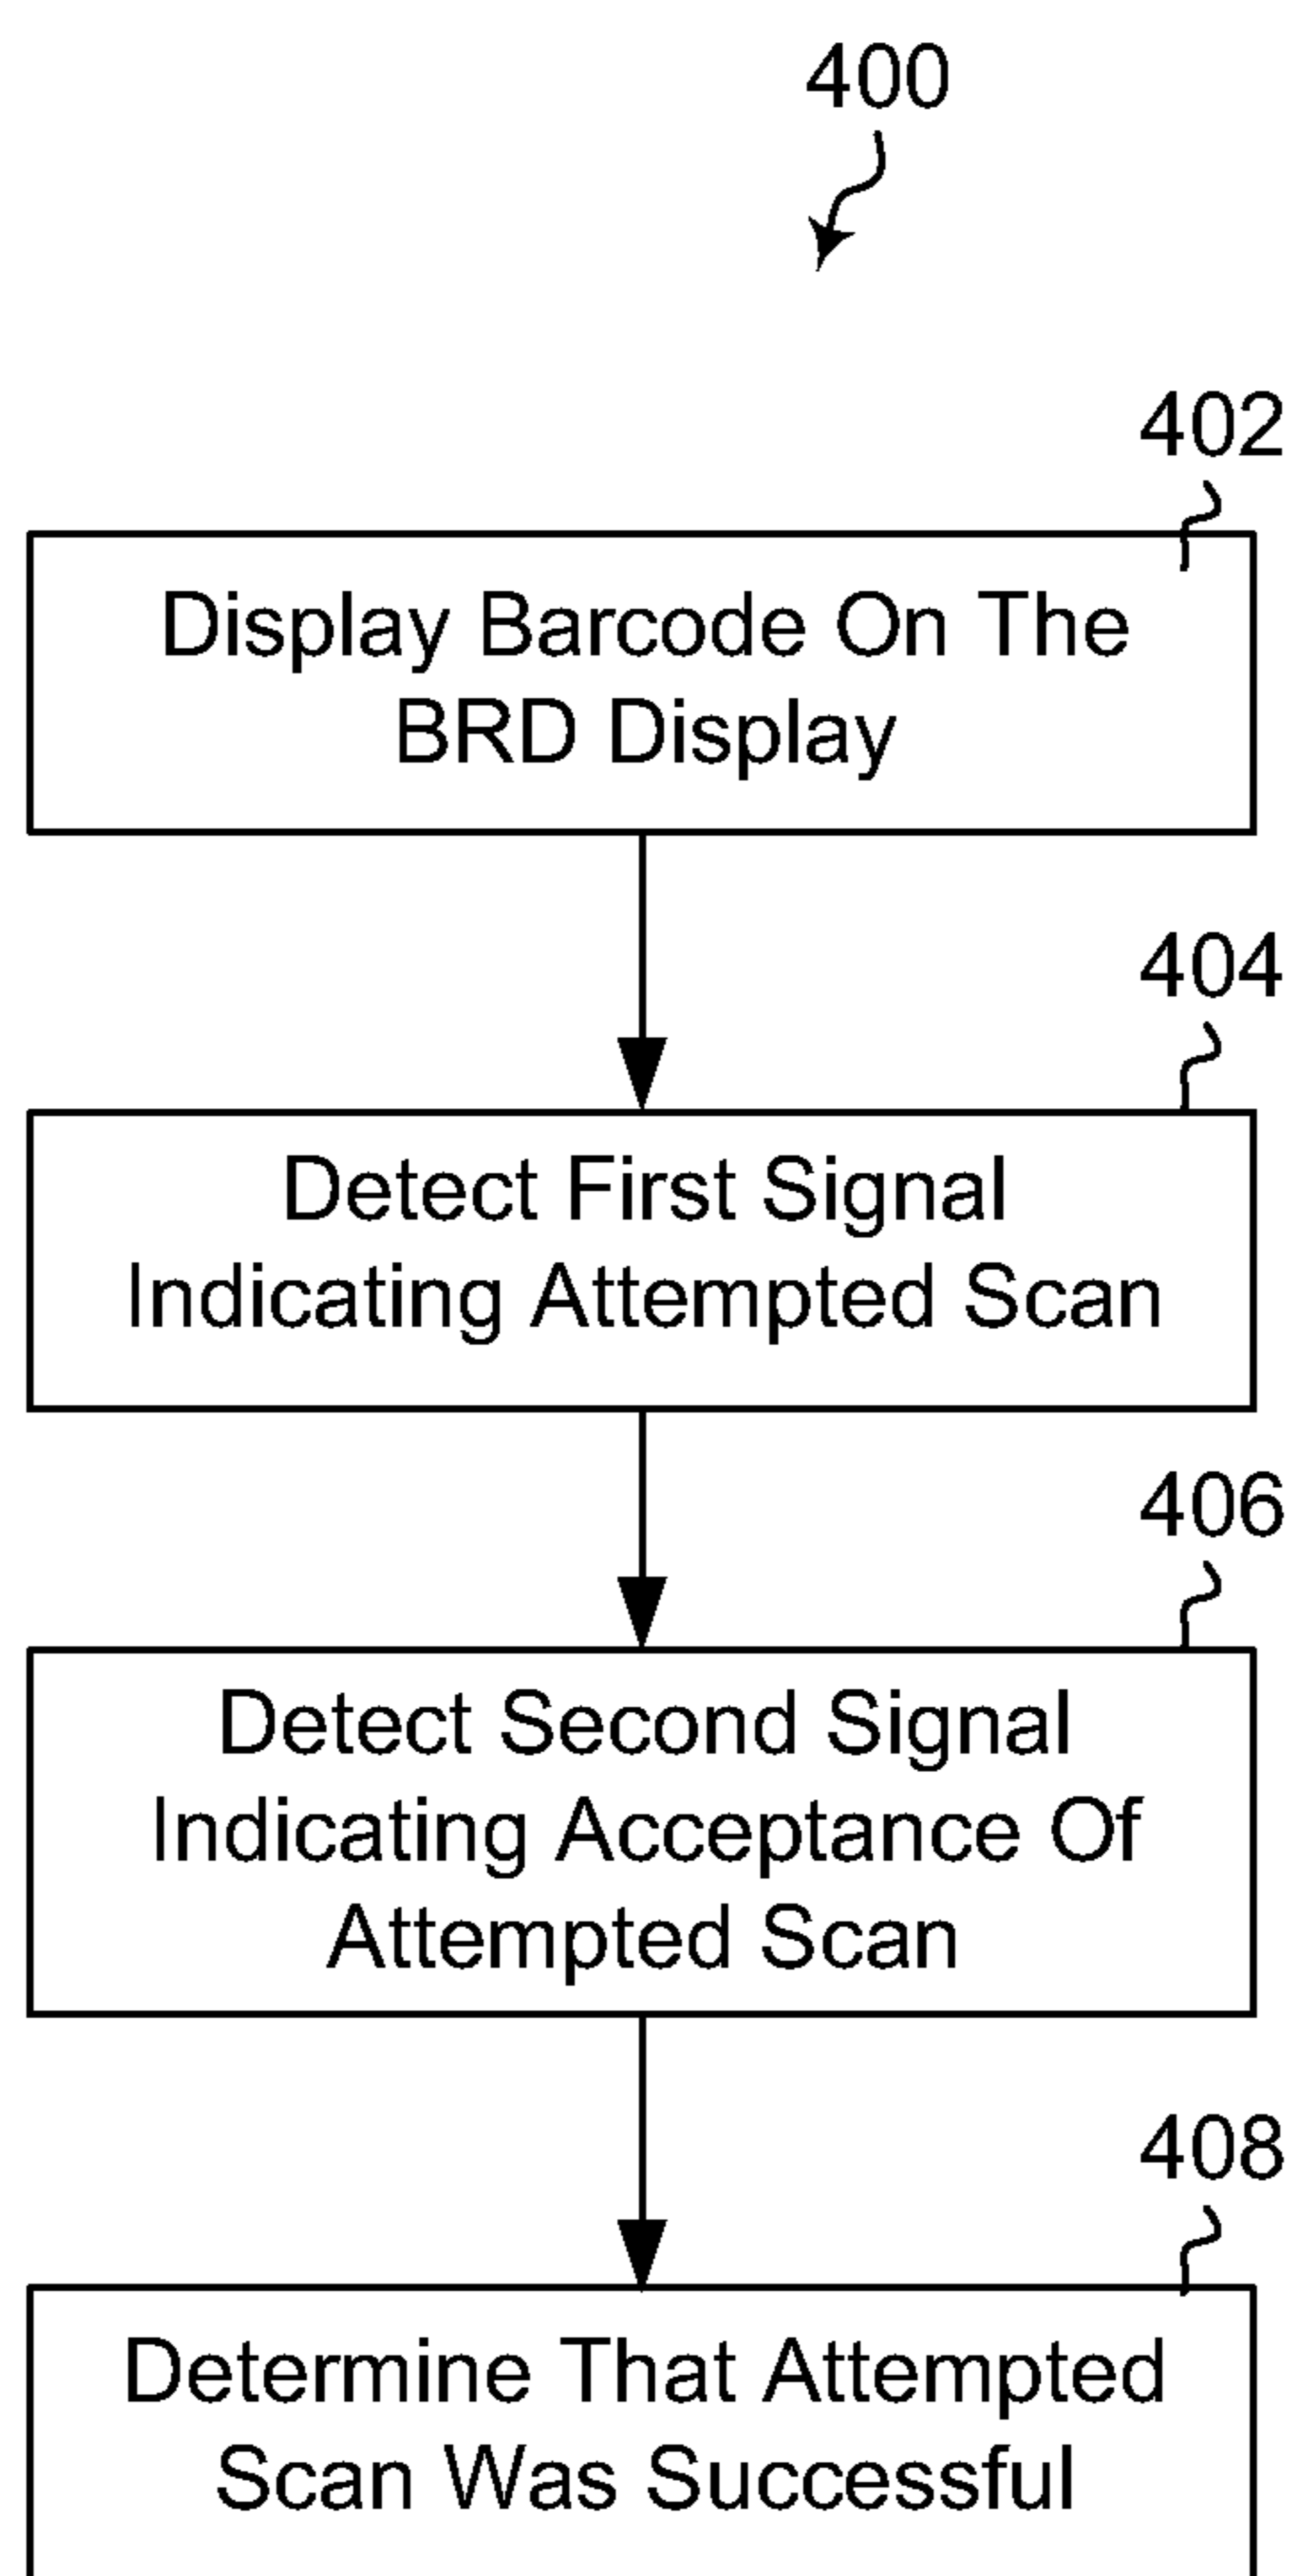 400
402
Display Barcode On The
BRD Display
404
Detect First Signal
Indicating Attempted Scan
406
Detect Second Signal
Indicating Acceptance Of
Attempted Scan
408
Determine That Attempted
Scan Was Successful